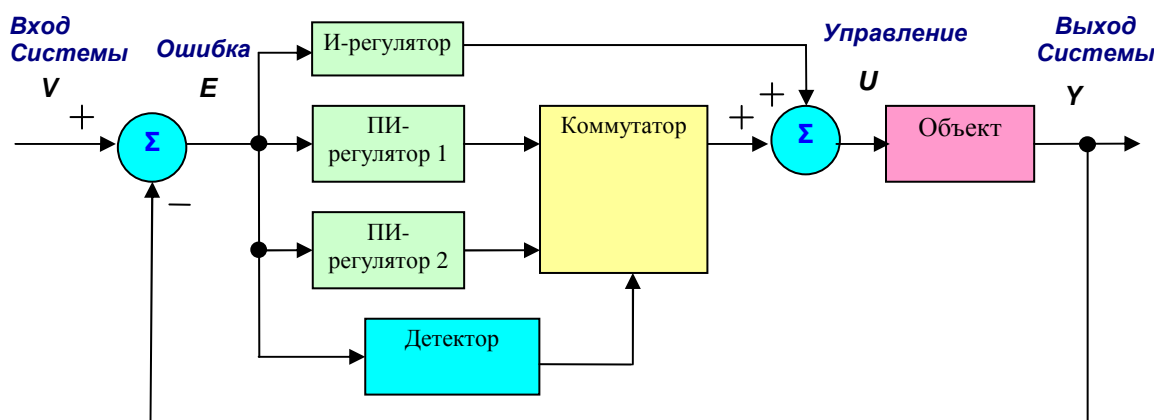 Вход
Системы
V
+
Σ
−
Ошибка
E
И-регулятор
ПИ-
регулятор 1
ПИ-
регулятор 2
Детектор
Коммутатор
+
+
Σ
Управление
U
Объект
Выход
Системы
Y